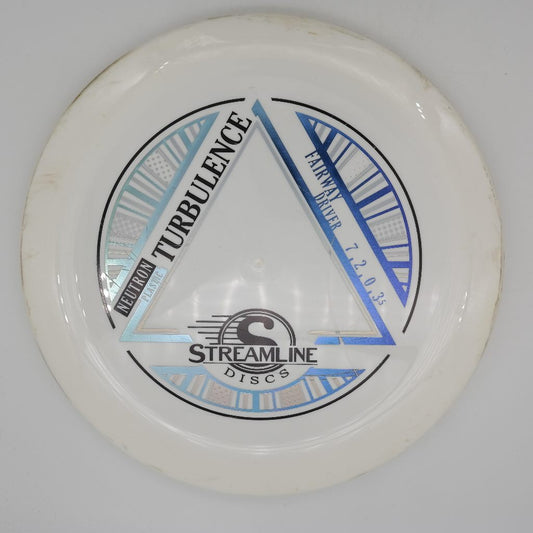 NEUTRON
PLASTIC
TURBULENCE
FAIRWAY DRIVER 7, 2, 0, 3.5
S
STREAMLINE
DISCS